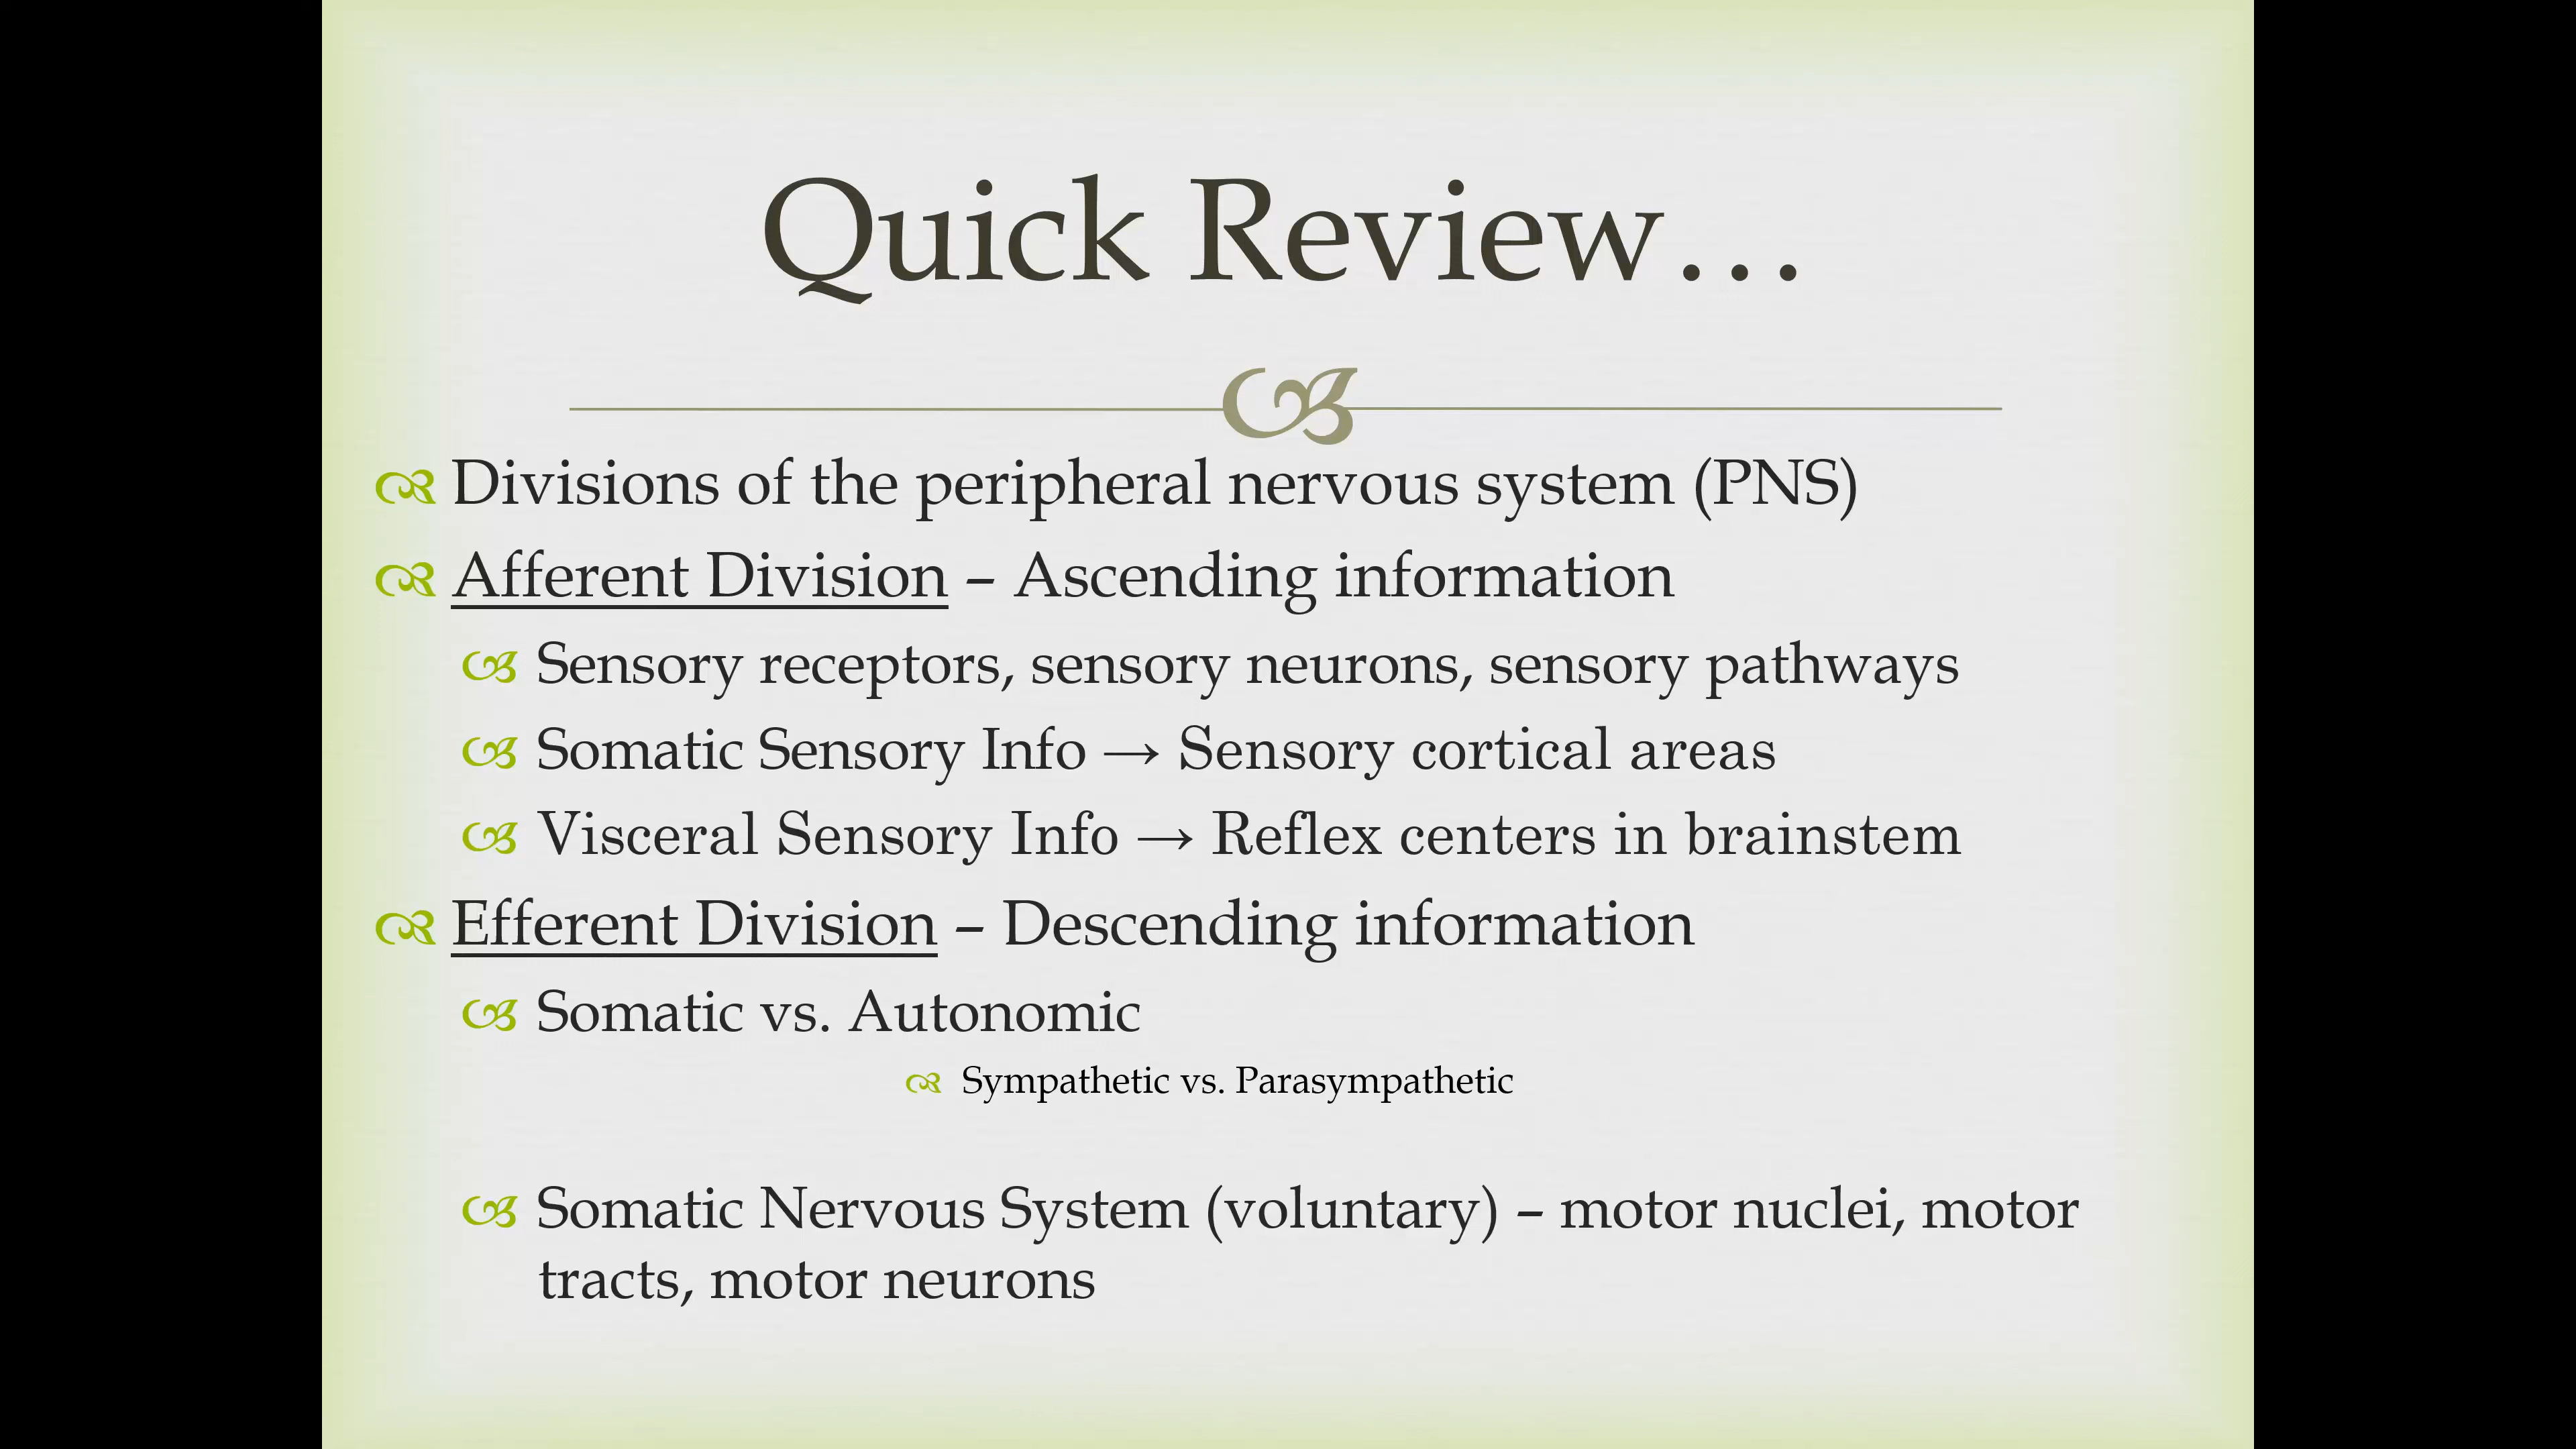 Quick Review…
Divisions of the peripheral nervous system (PNS)
Afferent Division – Ascending information
Sensory receptors, sensory neurons, sensory pathways
Somatic Sensory Info → Sensory cortical areas
Visceral Sensory Info → Reflex centers in brainstem
Efferent Division – Descending information
Somatic vs. Autonomic
Sympathetic vs. Parasympathetic
Somatic Nervous System (voluntary) – motor nuclei, motor
tracts, motor neurons